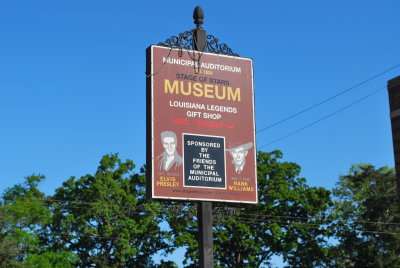 MUNICIPAL AUDITORIUM
STAGE OF STARS
MUSEUM
LOUISIANA LEGENDS
GIFT SHOP
SPONSORED
BY THE
FRIENDS OF
THE
MUNICIPAL
AUDITORIUM
ELVIS
PRESLEY
HANK
WILLIAMS